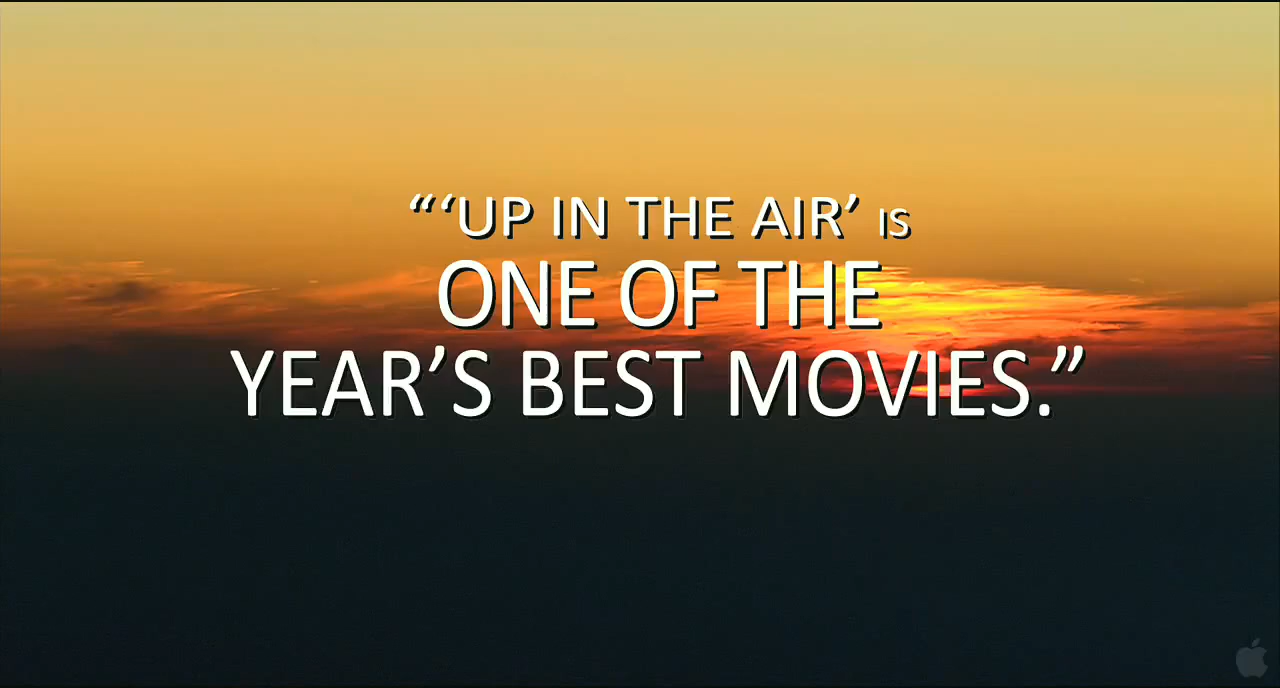 “‘UP IN THE AIR’ IS
ONE OF THE
YEAR’S BEST MOVIES.”